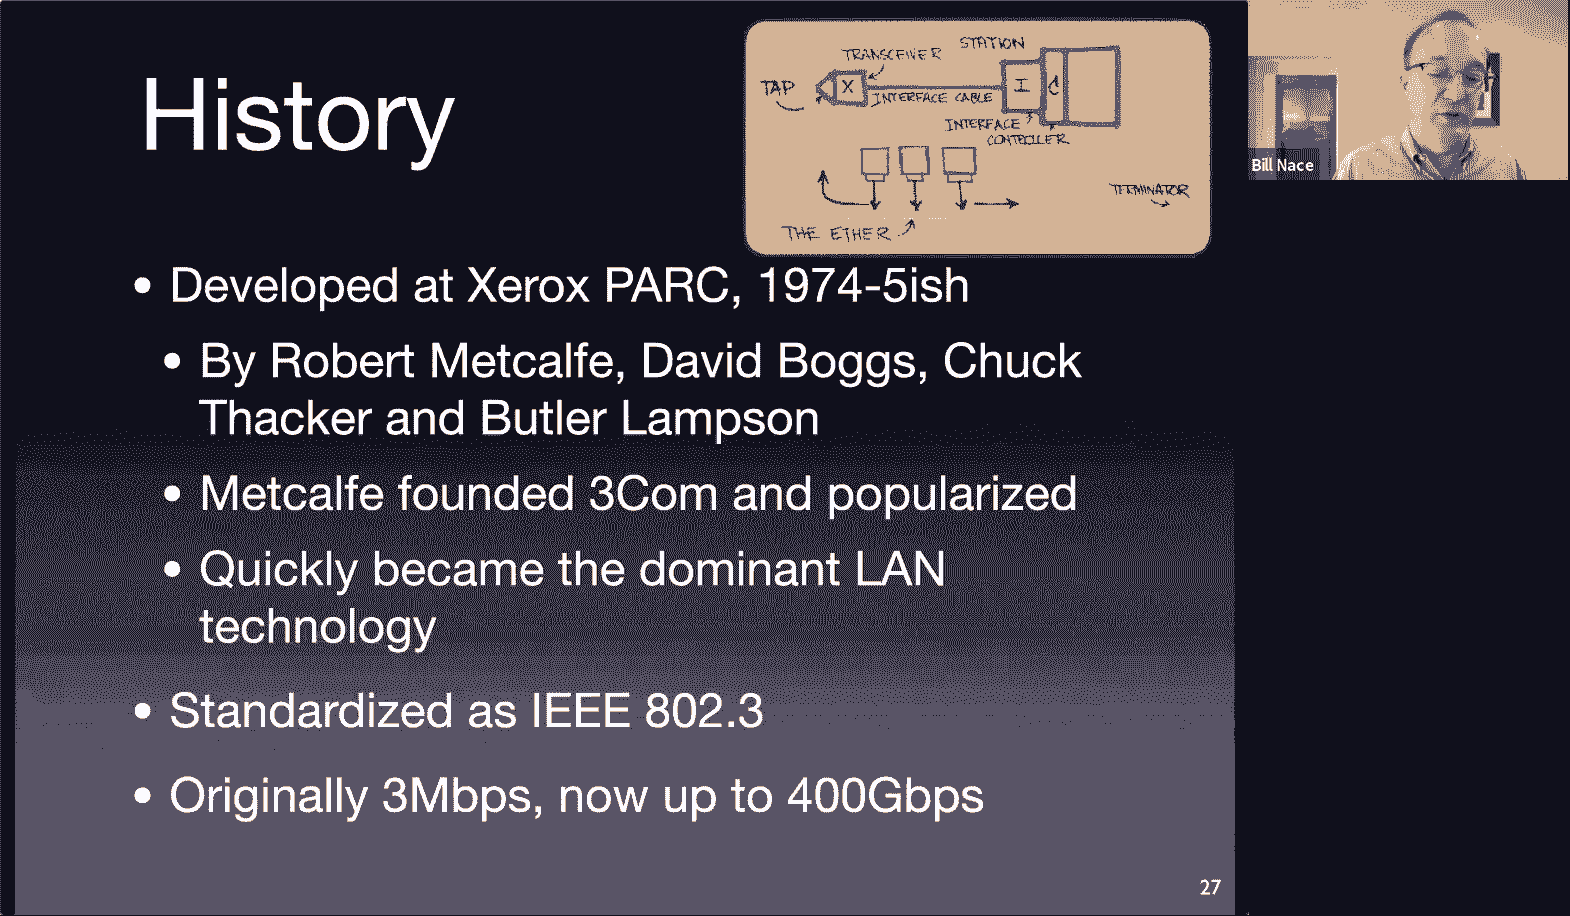 History
TRANSCEIVER
STATION
TAP
X
I
C
INTERFACE CABLE
INTERFACE
CONTROLLER
TERMINATOR
THE ETHER
Bill Nace
• Developed at Xerox PARC, 1974-5ish
• By Robert Metcalfe, David Boggs, Chuck
Thacker and Butler Lampson
• Metcalfe founded 3Com and popularized
• Quickly became the dominant LAN
technology
• Standardized as IEEE 802.3
• Originally 3Mbps, now up to 400Gbps
27